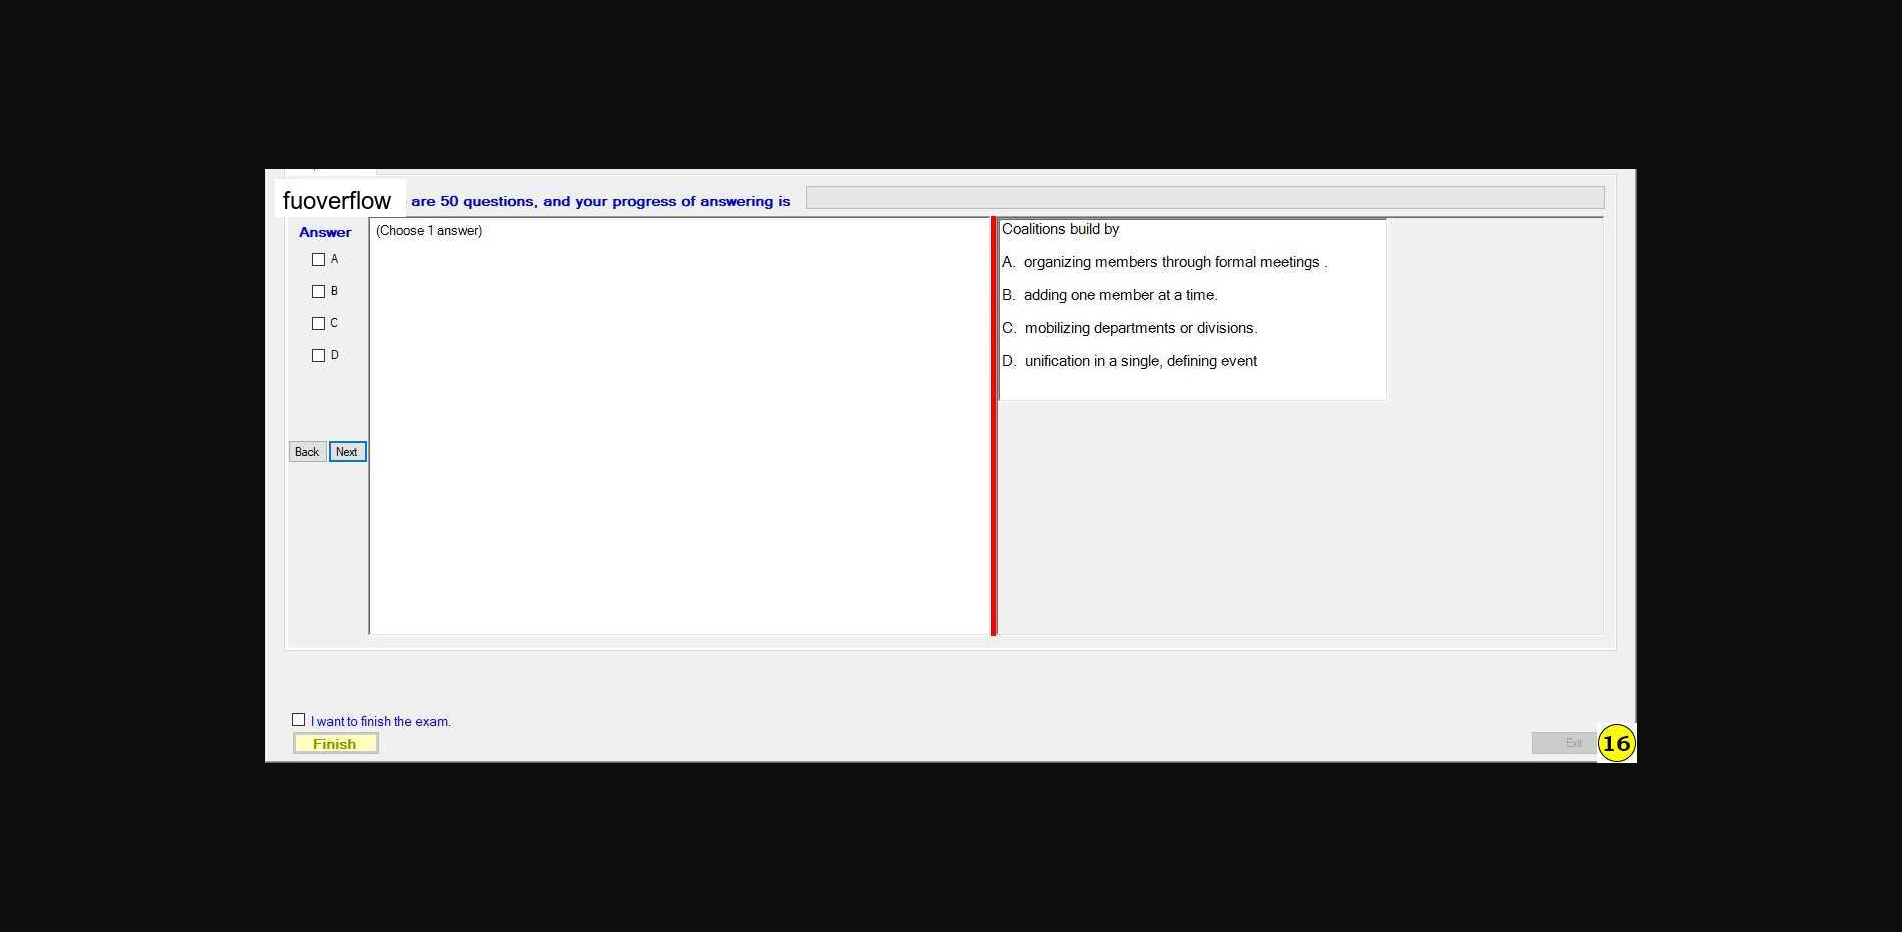 fuoverflow are 50 questions, and your progress of answering is
Answer
A
B
C
D
Back Next
(Choose 1 answer)
Coalitions build by
A. organizing members through formal meetings .
B. adding one member at a time.
C. mobilizing departments or divisions.
D. unification in a single, defining event
I want to finish the exam.
Finish
Exit 16